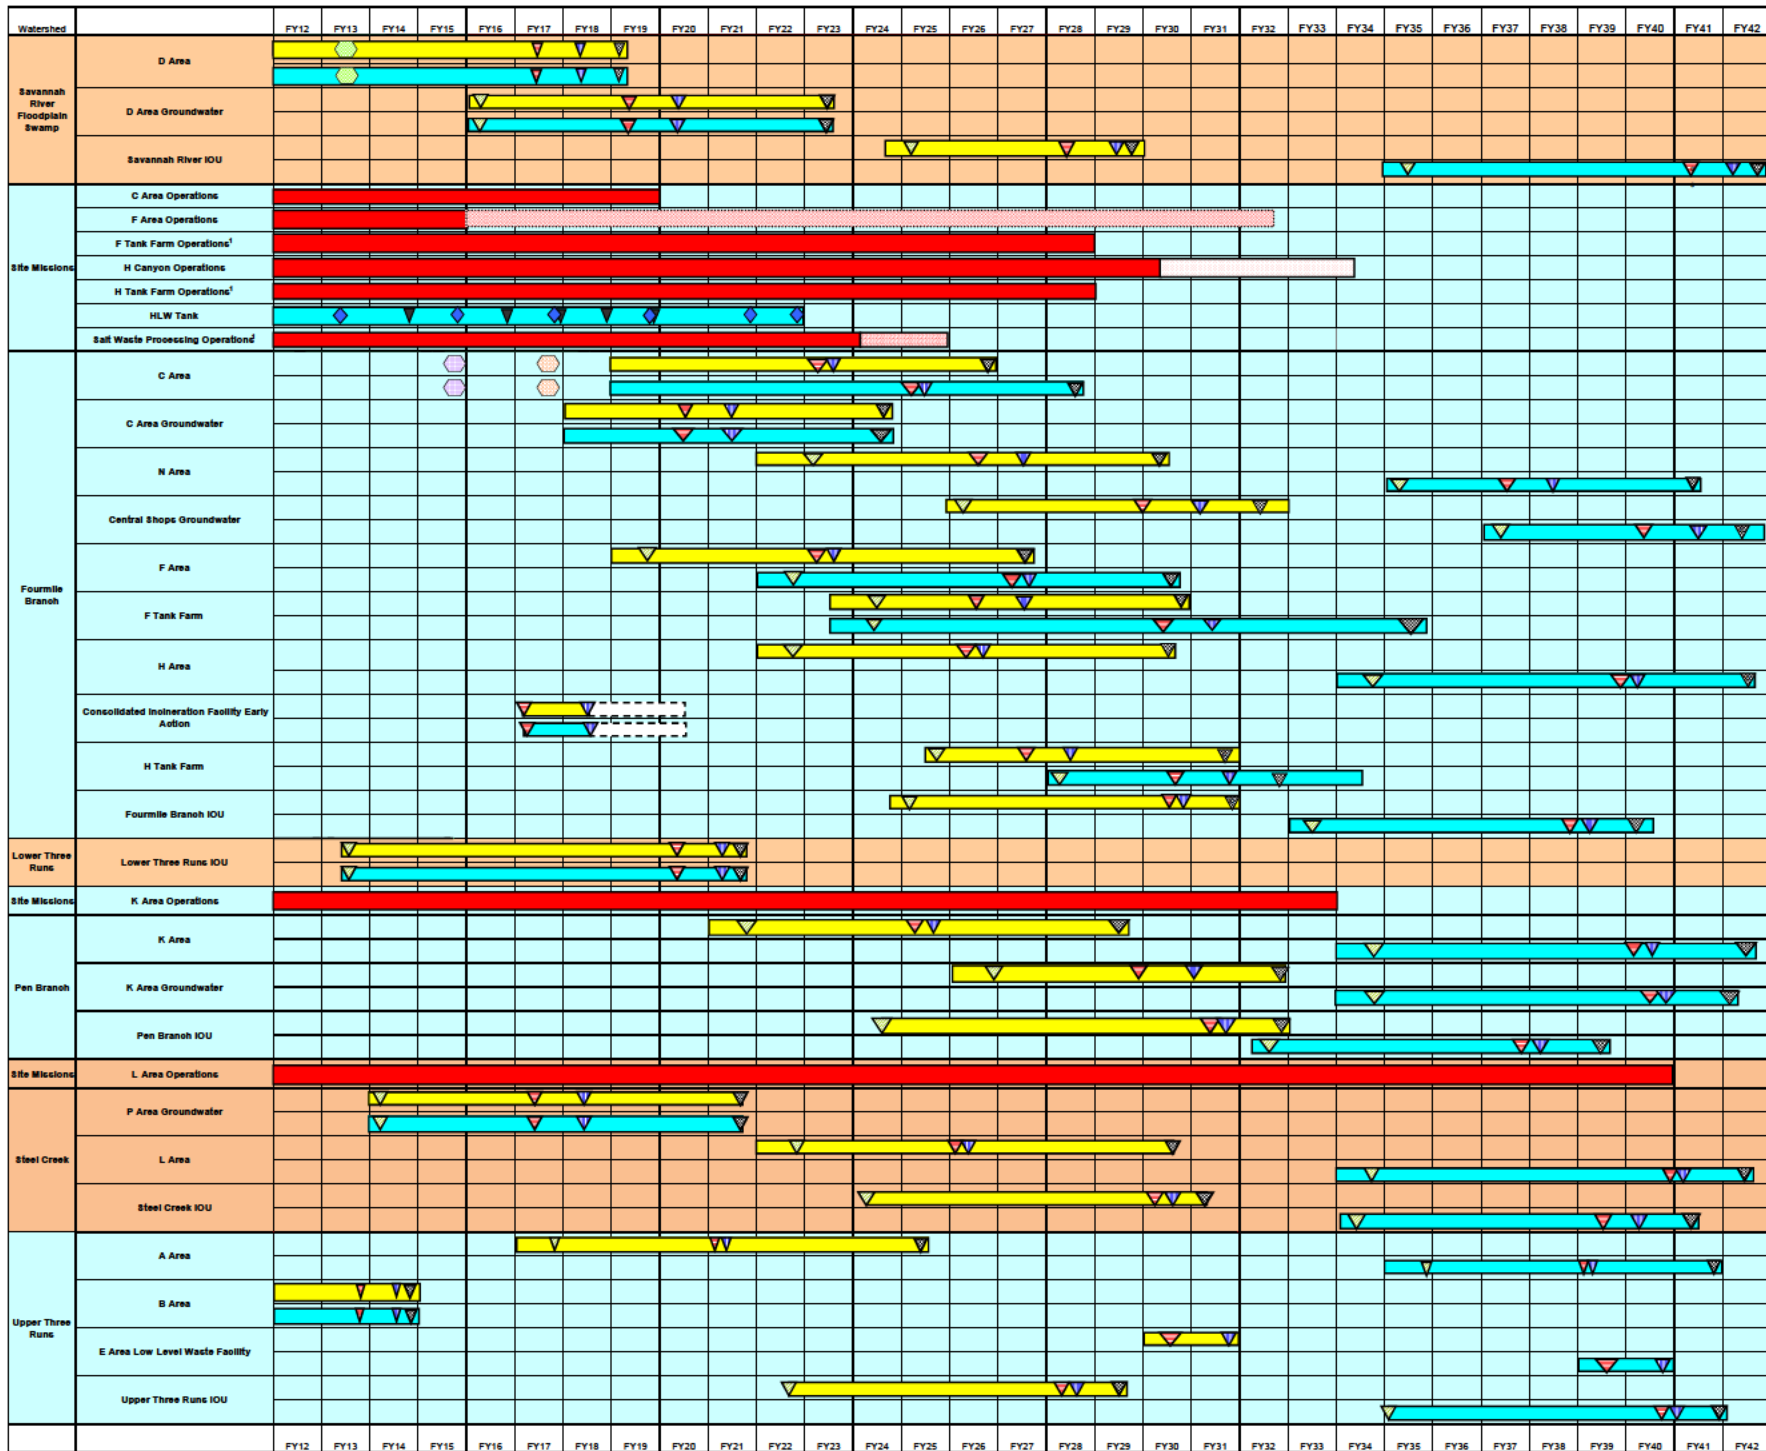 Watershed FY12 FY13 FY14 FY15 FY16 FY17 FY18 FY19 FY20 FY21 FY22 FY23 FY24 FY25 FY26 FY27 FY28 FY29 FY30 FY31 FY32 FY33 FY34 FY35 FY36 FY37 FY38 FY39 FY40 FY41 FY42
Savannah
River
Floodplain
Swamp
D Area
D Area Groundwater
Savannah River IOU
Site Missions
C Area Operations
F Area Operations
F Tank Farm Operations¹
H Canyon Operations
H Tank Farm Operations¹
HLW Tank
Salt Waste Processing Operations¹
Fourmile
Branch
C Area
C Area Groundwater
N Area
Central Shops Groundwater
F Area
F Tank Farm
H Area
Consolidated Incineration Facility Early
Action
H Tank Farm
Fourmile Branch IOU
Lower Three
Runs
Lower Three Runs IOU
Site Missions
K Area Operations
Pen Branch
K Area
K Area Groundwater
Pen Branch IOU
Site Missions
L Area Operations
Steel Creek
P Area Groundwater
L Area
Steel Creek IOU
Upper Three
Runs
A Area
B Area
E Area Low Level Waste Facility
Upper Three Runs IOU
FY12 FY13 FY14 FY15 FY16 FY17 FY18 FY19 FY20 FY21 FY22 FY23 FY24 FY25 FY26 FY27 FY28 FY29 FY30 FY31 FY32 FY33 FY34 FY35 FY36 FY37 FY38 FY39 FY40 FY41 FY42